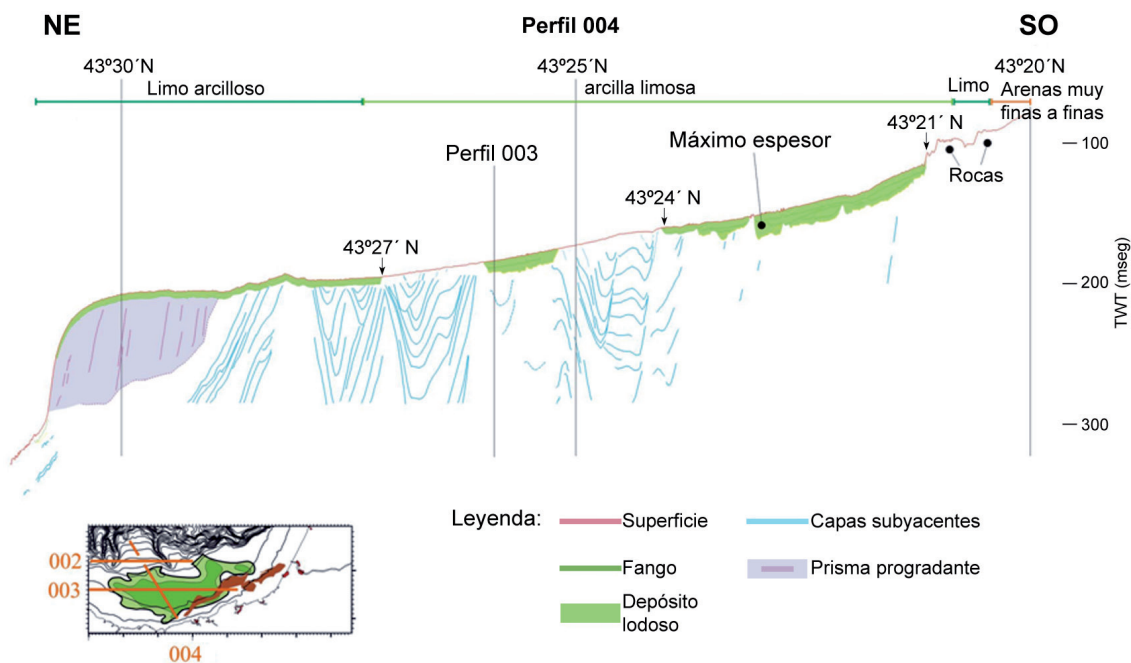 NE
Perfil 004
SO
43º30´N
43º25´N
43º20´N
Limo arcilloso
arcilla limosa
Limo
Arenas muy
finas a finas
43º21´ N
Máximo espesor
Perfil 003
Rocas
100
43º24´ N
43º27´ N
200
TWT (mseg)
300
Leyenda:
Superficie
Capas subyacentes
Fango
Prisma progradante
Depósito
lodoso
002
003
004